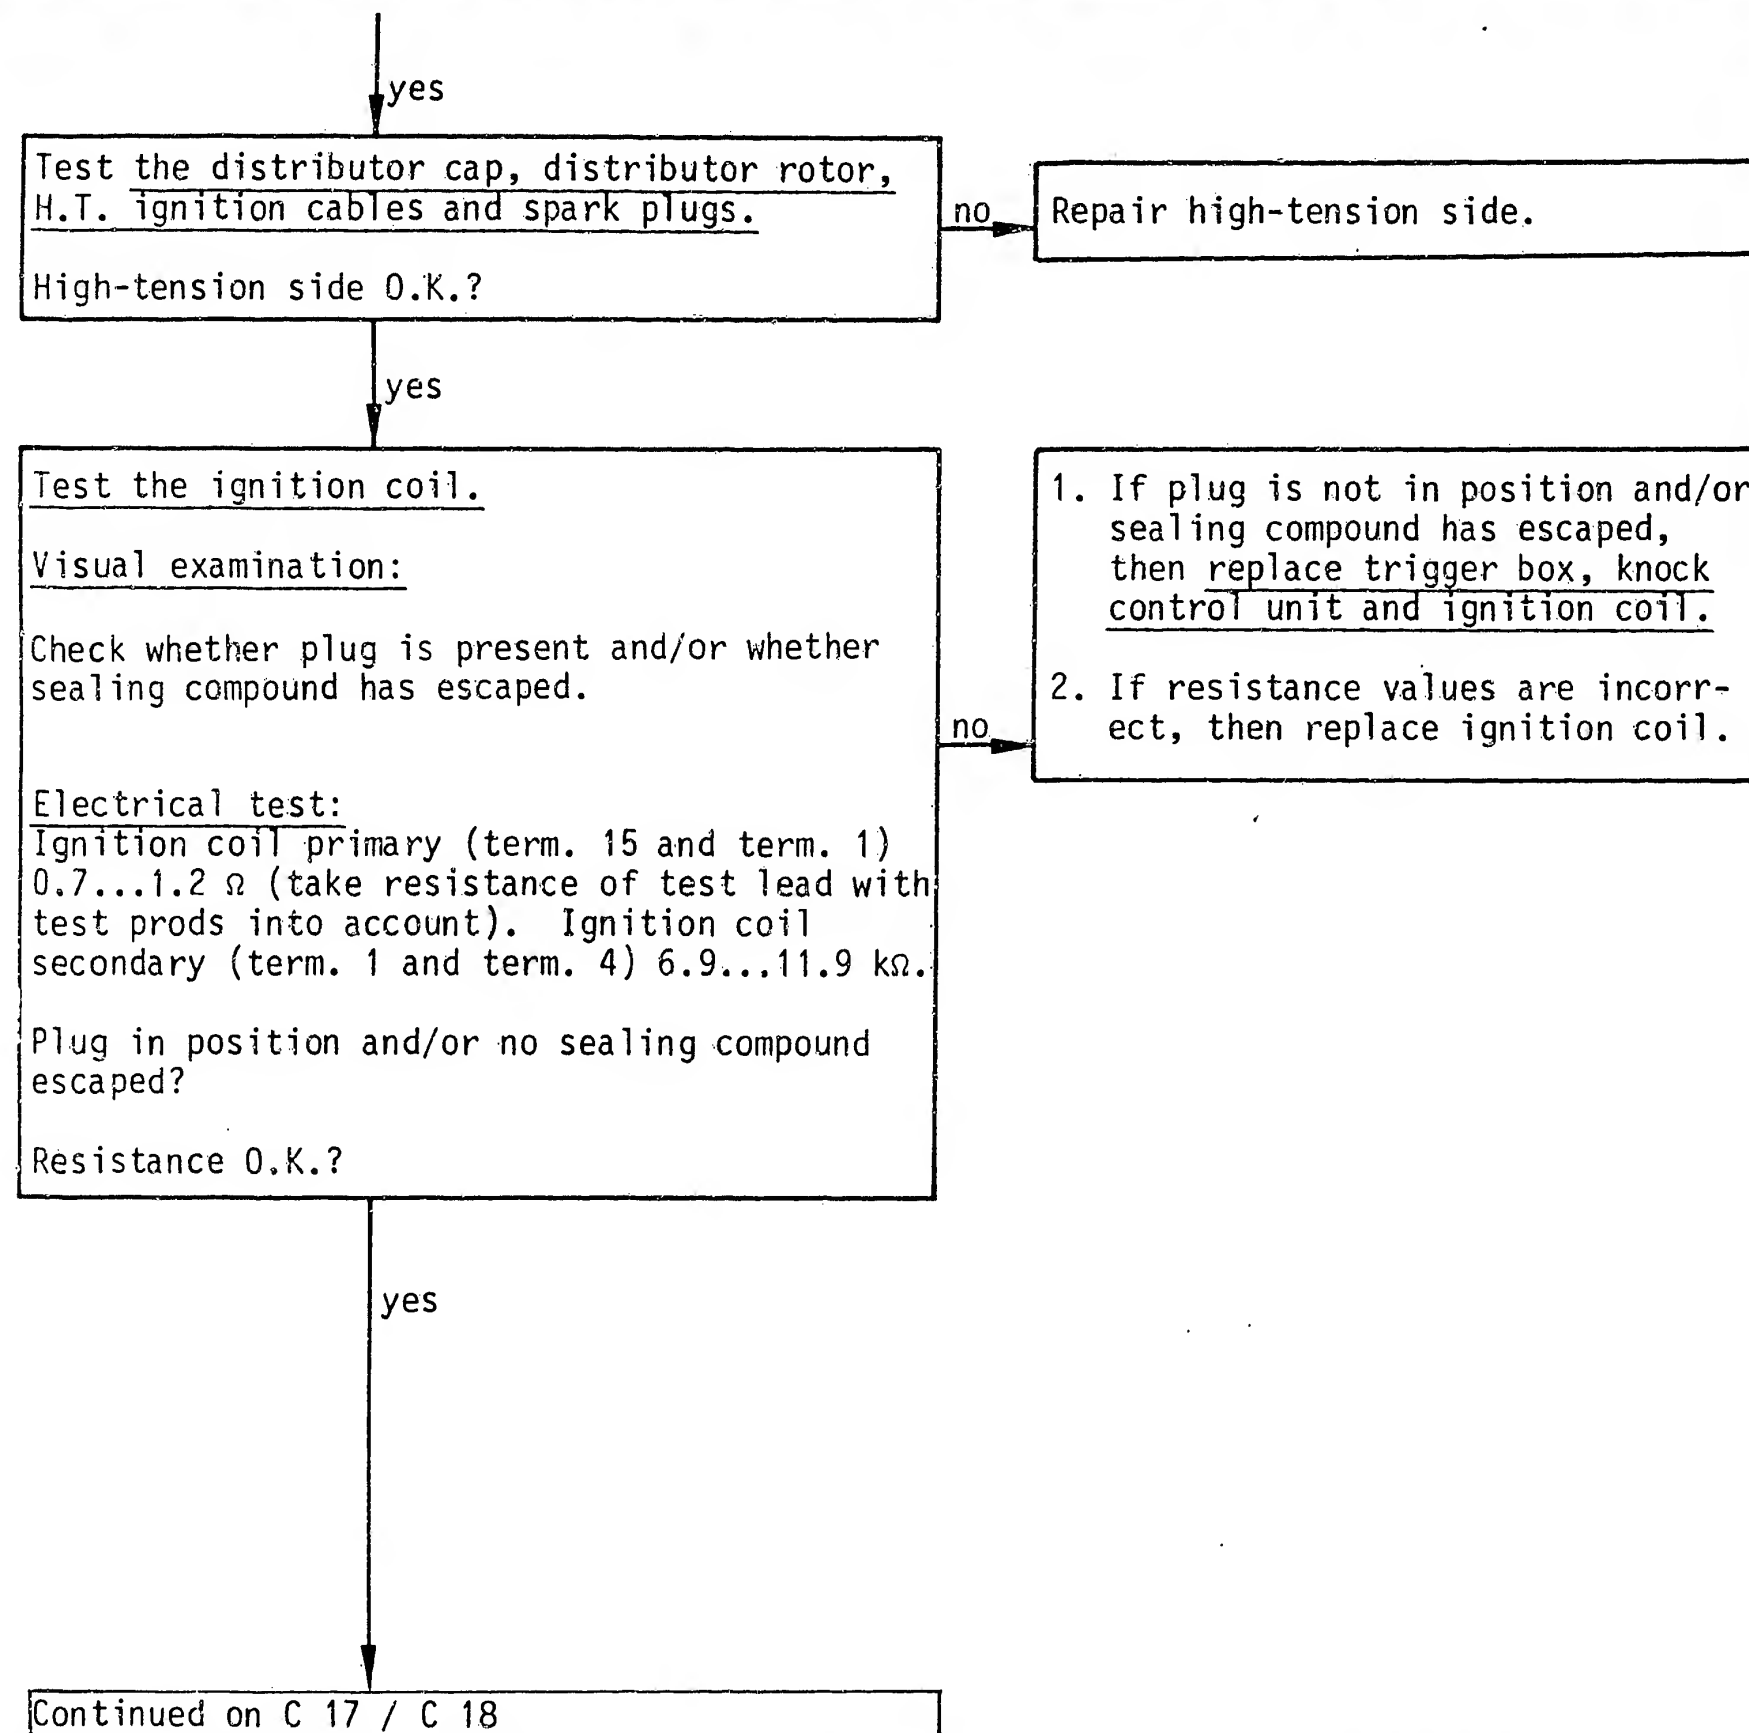 yes
Test the distributor cap, distributor rotor,
H.T. ignition cables and spark plugs.
High-tension side O.K.?
no
Repair high-tension side.
yes
Test the ignition coil.
Visual examination:
Check whether plug is present and/or whether
sealing compound has escaped.
Electrical test:
Ignition coil primary (term. 15 and term. 1)
0.7...1.2 Ω (take resistance of test lead with
test prods into account). Ignition coil
secondary (term. 1 and term. 4) 6.9...11.9 kΩ.
Plug in position and/or no sealing compound
escaped?
Resistance O.K.?
no
1. If plug is not in position and/or
sealing compound has escaped,
then replace trigger box, knock
control unit and ignition coil.
2. If resistance values are incorr-
ect, then replace ignition coil.
yes
Continued on C 17 / C 18